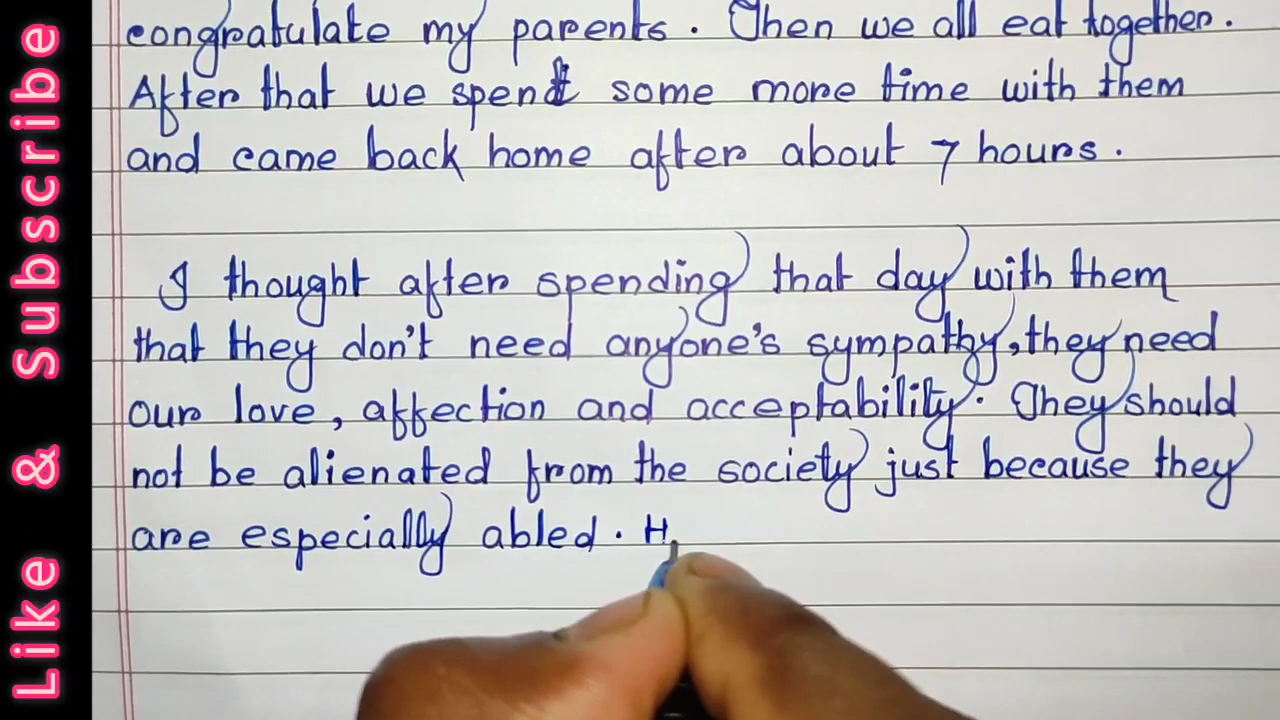 Like & Subscribe
congratulate my parents. Then we all eat together.
After that we spent some more time with them
and came back home after about 7 hours.
I thought after spending that day with them
that they don't need anyone's sympathy, they need
our love, affection and acceptability. They should
not be alienated from the society just because they
are especially abled. H